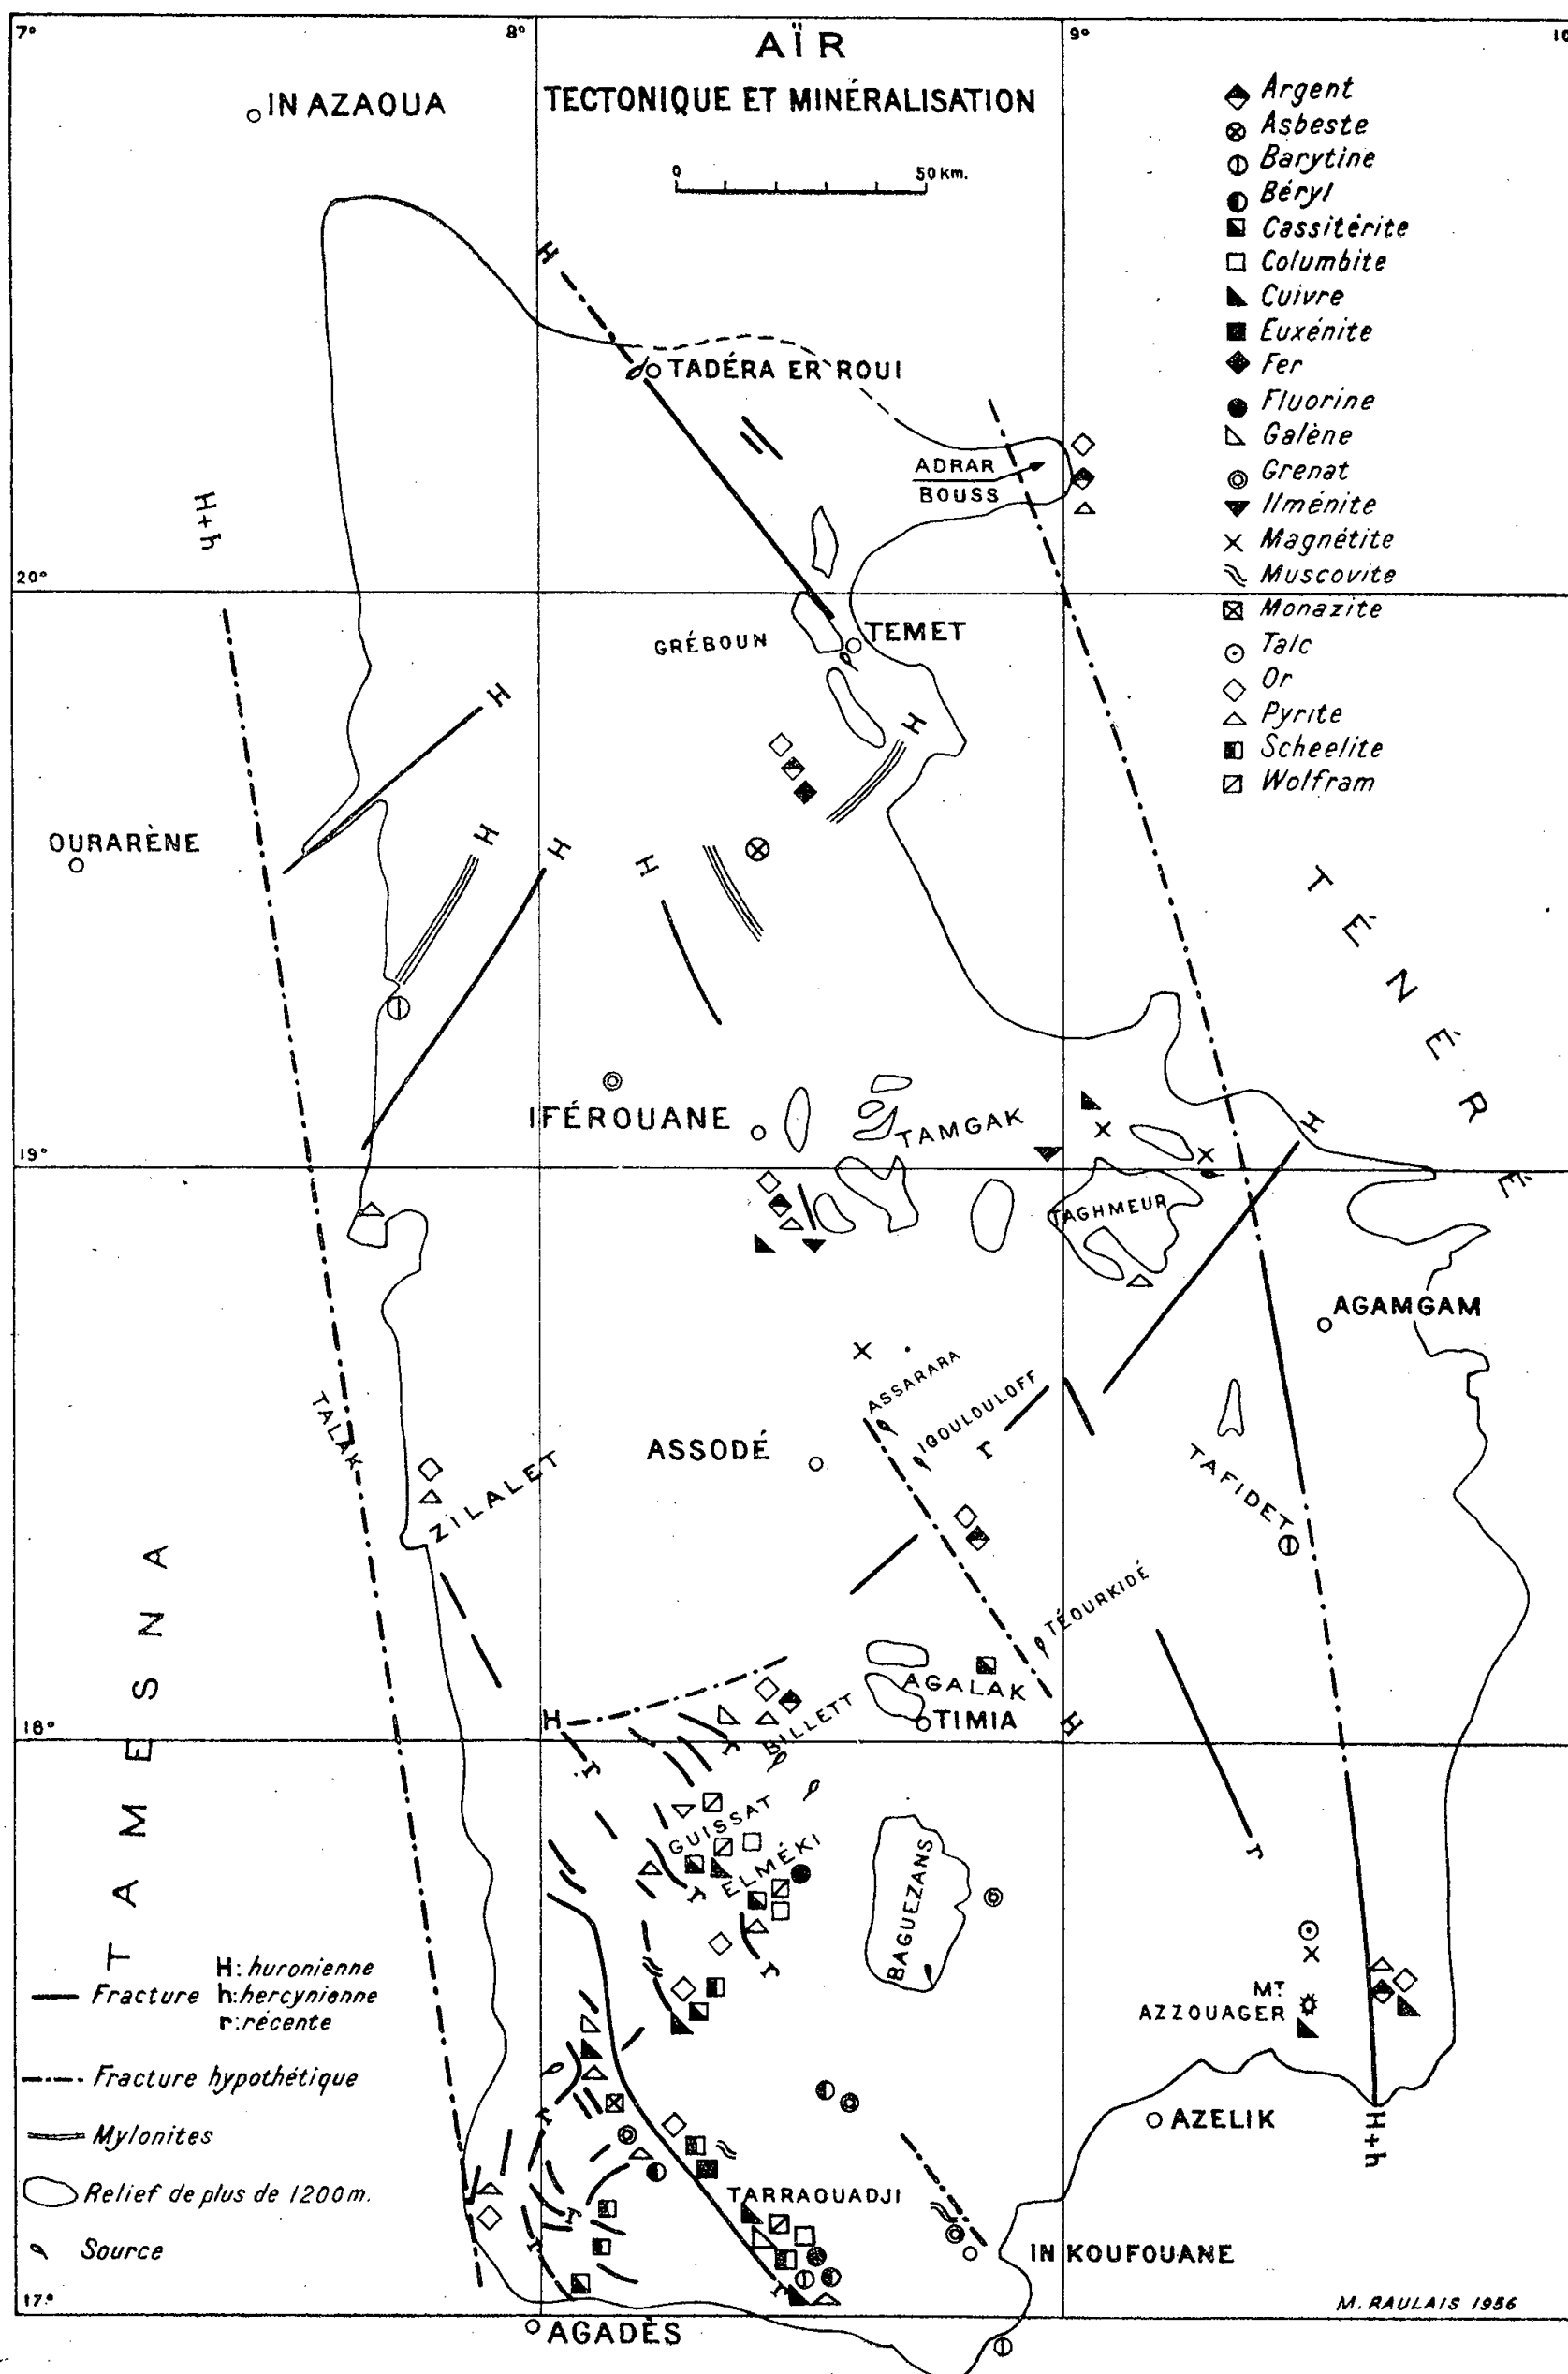 7°
8°
9°
10
AÏR
TECTONIQUE ET MINÉRALISATION
IN AZAOUA
0
50 KM.
Argent
Asbeste
Barytine
Béryl
Cassitérite
Columbite
Cuivre
Euxénite
Fer
Fluorine
Galène
Grenat
Ilménite
Magnétite
Muscovite
Monazite
Talc
Or
Pyrite
Scheelite
Wolfram
H
TADÉRA ER ROUI
ADRAR
BOUSS
H+h
20°
GRÉBOUN
TEMET
H
H
OURARÈNE
H
H
H
TÉNÉRÉ
IFÉROUANE
TAMGAK
H
19°
TAGHMEUR
AGAMGAM
TALAK
ASSARARA
IGOULOULOFF
r
ASSODÉ
ZILALET
TAFIDET
TÉOURKIDÉ
TAMESNA
AGALAK
TIMIA
H
H
18°
r
r
BILLETT
GUISSAT
ELMÉKI
r
r
r
BAGUEZANS
MT
AZZOUAGER
H: huronienne
Fracture h: hercynienne
r: récente
Fracture hypothétique
Mylonites
Relief de plus de 1200m.
Source
r
r
r
r
TARRAOUADJI
AZELIK
H+h
IN KOUFOUANE
17°
AGADÈS
M. RAULAIS 1956